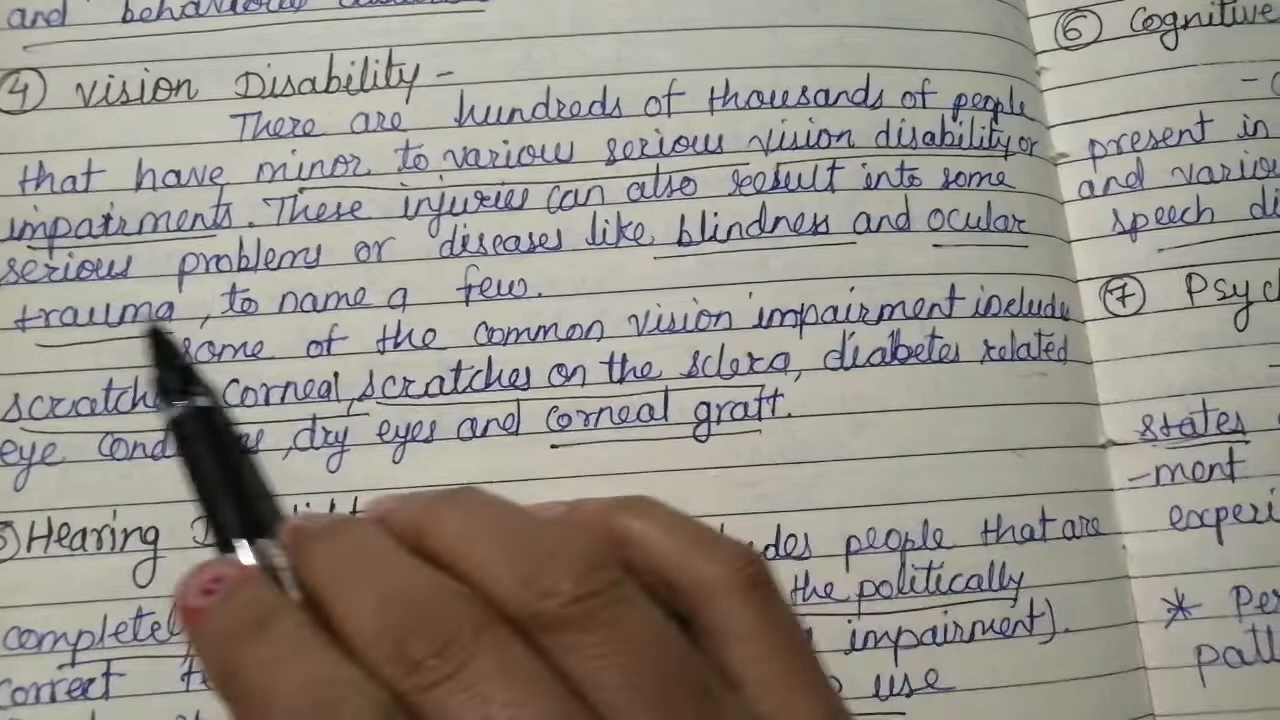 and behavioral
④ Vision Disability -
There are hundreds of thousands of people
that have minor to various serious vision disability or
impairments. These injuries can also reesult into some
serious problems or diseases like blindness and ocular
trauma, to name a few.
some of the common vision impairment include
scratch corneal, scratches on the sclera, diabetes related
eye cond , dry eyes and corneal graft.
⑤ Hearing
des people that are
the politically
completel impairment).
correct use
⑥ Cognitive
present in
and vario
speech di
⑦ Psyc
states
-ment
experi
* Per
patt